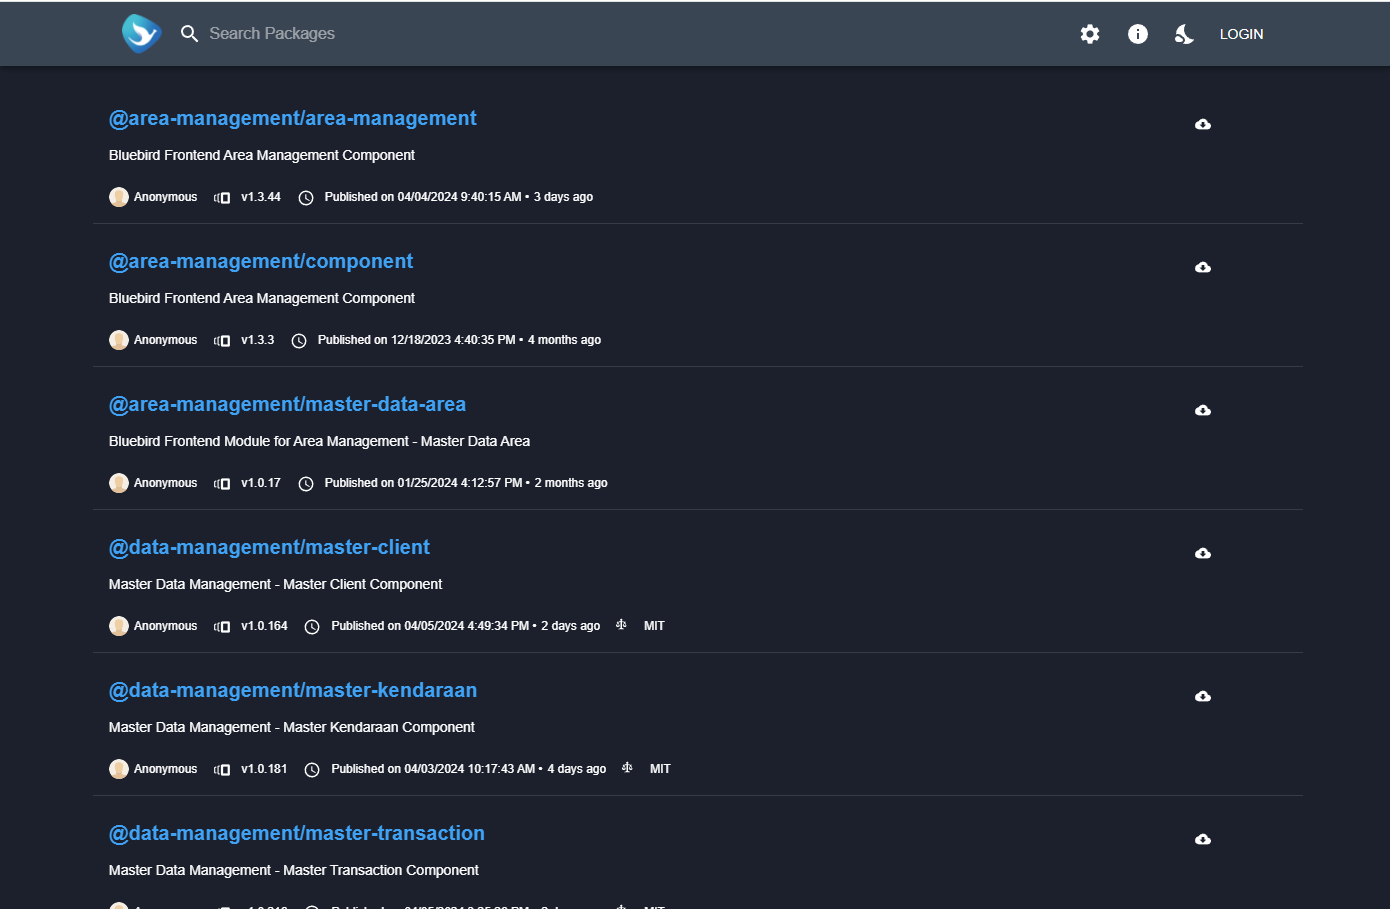 Search Packages
LOGIN
@area-management/area-management
Bluebird Frontend Area Management Component
Anonymous v1.3.44 Published on 04/04/2024 9:40:15 AM • 3 days ago
@area-management/component
Bluebird Frontend Area Management Component
Anonymous v1.3.3 Published on 12/18/2023 4:40:35 PM • 4 months ago
@area-management/master-data-area
Bluebird Frontend Module for Area Management - Master Data Area
Anonymous v1.0.17 Published on 01/25/2024 4:12:57 PM • 2 months ago
@data-management/master-client
Master Data Management - Master Client Component
Anonymous v1.0.164 Published on 04/05/2024 4:49:34 PM • 2 days ago MIT
@data-management/master-kendaraan
Master Data Management - Master Kendaraan Component
Anonymous v1.0.181 Published on 04/03/2024 10:17:43 AM • 4 days ago MIT
@data-management/master-transaction
Master Data Management - Master Transaction Component